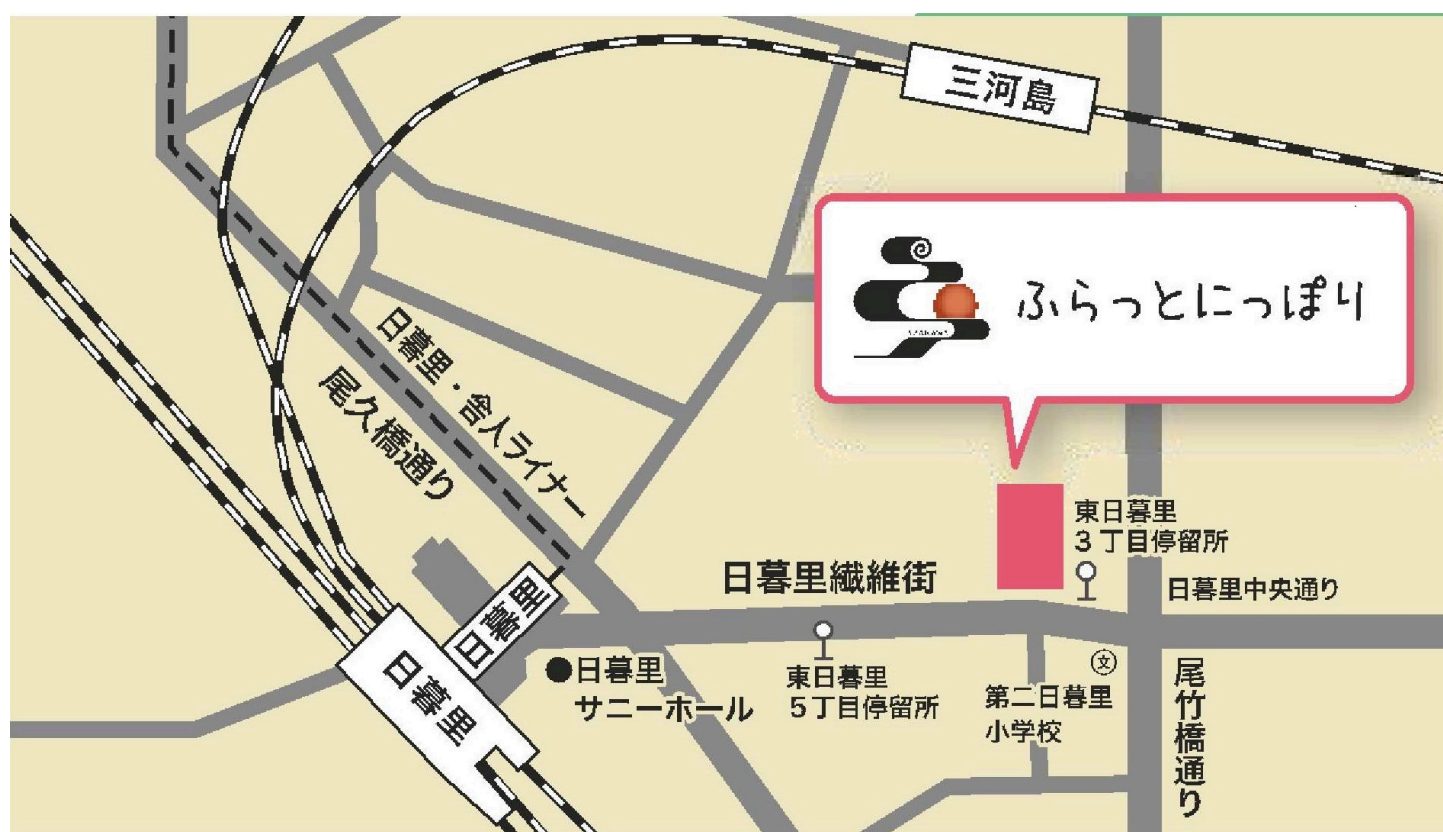 三河島
ふらっとにっぽり
日暮里・舎人ライナー
尾久橋通り
東日暮里
3丁目停留所
日暮里繊維街
日暮里中央通り
日暮里
日暮里
●日暮里
サニーホール
東日暮里
5丁目停留所
文
第二日暮里
小学校
尾竹橋通り